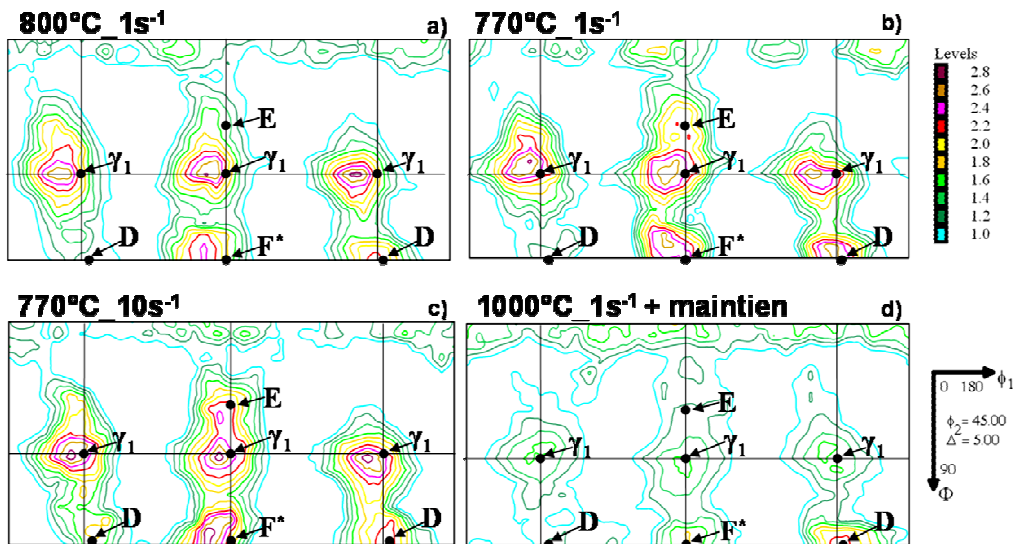 800°C_1s⁻¹
a)
E
γ₁
γ₁
γ₁
D
F*
D
770°C_1s⁻¹
b)
E
γ₁
γ₁
γ₁
D
F*
D
Levels
2.8
2.6
2.4
2.2
2.0
1.8
1.6
1.4
1.2
1.0
770°C_10s⁻¹
c)
E
γ₁
γ₁
γ₁
D
F*
D
1000°C_1s⁻¹ + maintien
d)
E
γ₁
γ₁
γ₁
D
F*
D
0 180 ϕ₁
ϕ₂= 45.00
Δ = 5.00
90
Φ